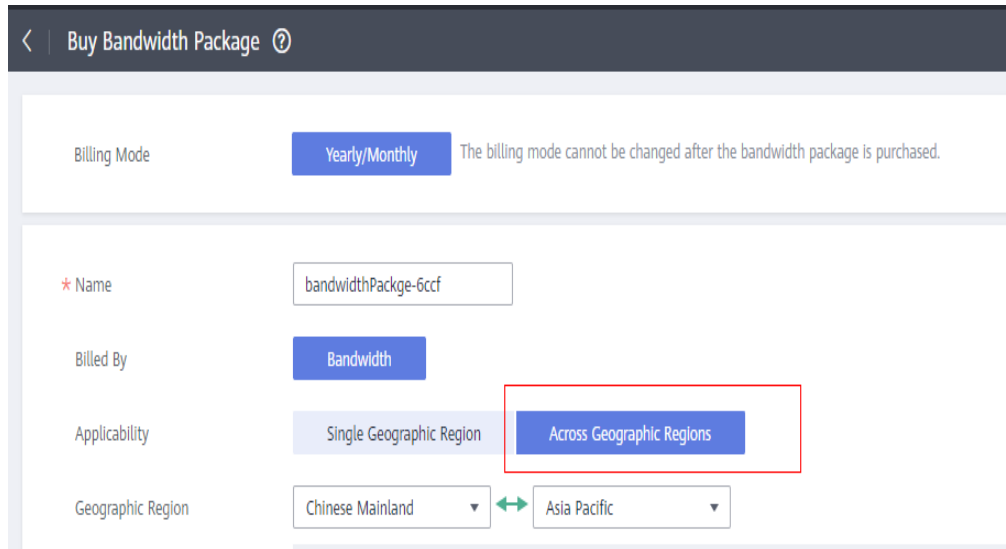 Buy Bandwidth Package ?
Billing Mode Yearly/Monthly The billing mode cannot be changed after the bandwidth package is purchased.
* Name bandwidthPackge-6ccf
Billed By Bandwidth
Applicability Single Geographic Region Across Geographic Regions
Geographic Region Chinese Mainland Asia Pacific